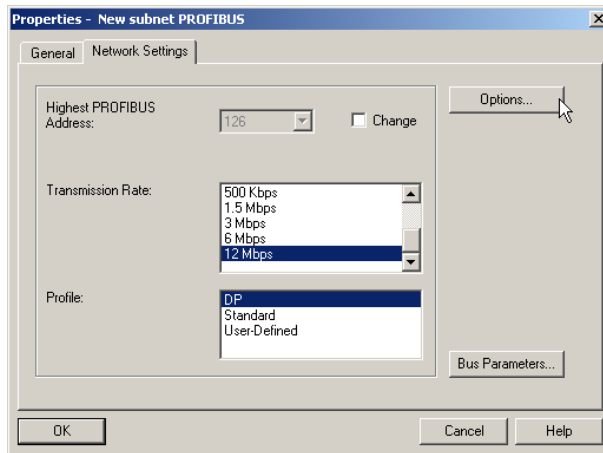 Properties - New subnet PROFIBUS
General
Network Settings
Highest PROFIBUS
Address:
126
Change
Options...
Transmission Rate:
500 Kbps
1.5 Mbps
3 Mbps
6 Mbps
12 Mbps
Profile:
DP
Standard
User-Defined
Bus Parameters...
OK
Cancel
Help